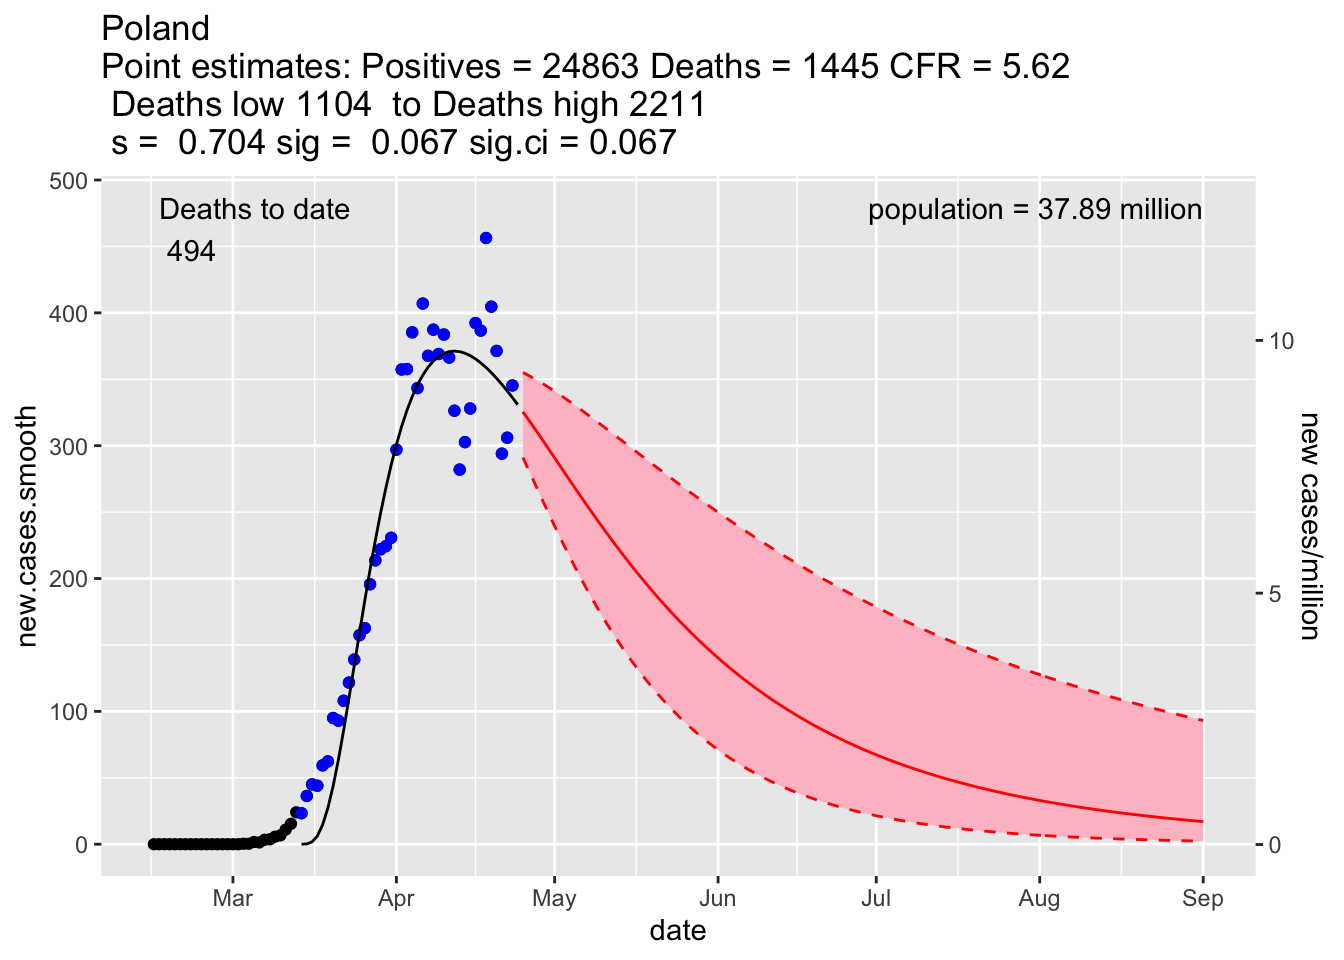 Poland
Point estimates: Positives = 24863 Deaths = 1445 CFR = 5.62
Deaths low 1104  to Deaths high 2211
s =  0.704 sig =  0.067 sig.ci = 0.067
Deaths to date
494
population = 37.89 million
500
400
300
200
100
0
new.cases.smooth
10
5
0
new cases/million
Mar Apr May Jun Jul Aug Sep
date